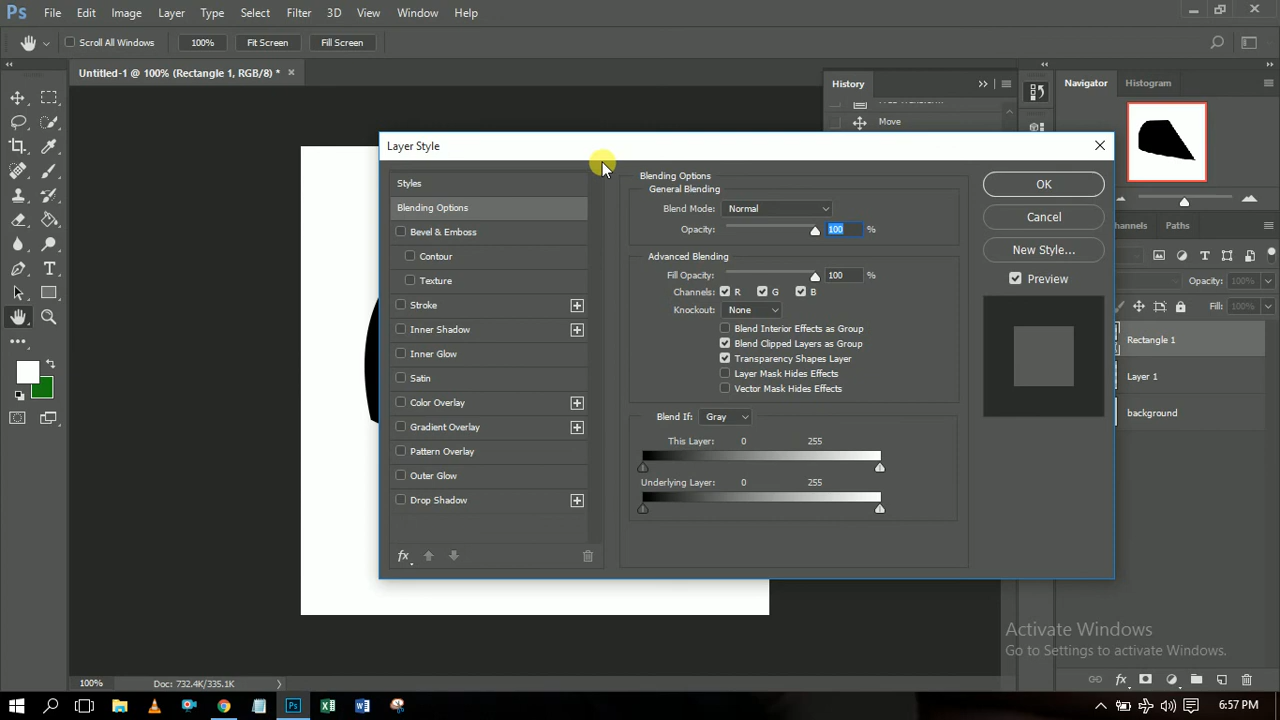 Ps File Edit Image Layer Type Select Filter 3D View Window Help
Scroll All Windows 100% Fit Screen Fill Screen
Untitled-1 @ 100% (Rectangle 1, RGB/8) *
History
Navigator Histogram
Move
Layer Style
Styles
Blending Options
Bevel & Emboss
Contour
Texture
Stroke
Inner Shadow
Inner Glow
Satin
Color Overlay
Gradient Overlay
Pattern Overlay
Outer Glow
Drop Shadow
fx
Blending Options
General Blending
Blend Mode: Normal
Opacity: 100 %
Advanced Blending
Fill Opacity: 100 %
Channels: R G B
Knockout: None
Blend Interior Effects as Group
Blend Clipped Layers as Group
Transparency Shapes Layer
Layer Mask Hides Effects
Vector Mask Hides Effects
Blend If: Gray
This Layer: 0 255
Underlying Layer: 0 255
OK
Cancel
New Style...
Preview
Paths
Opacity: 100%
Fill: 100%
Rectangle 1
Layer 1
background
Activate Windows
Go to Settings to activate Windows.
fx
100% Doc: 732.4K/335.1K
Ps
6:57 PM